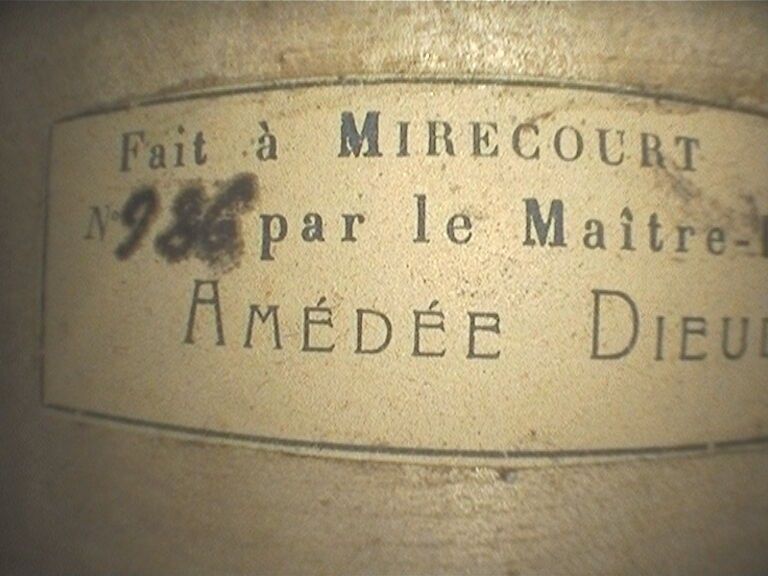 Fait à MIRECOURT
N° 986 par le Maître-
AMÉDÉE DIEU